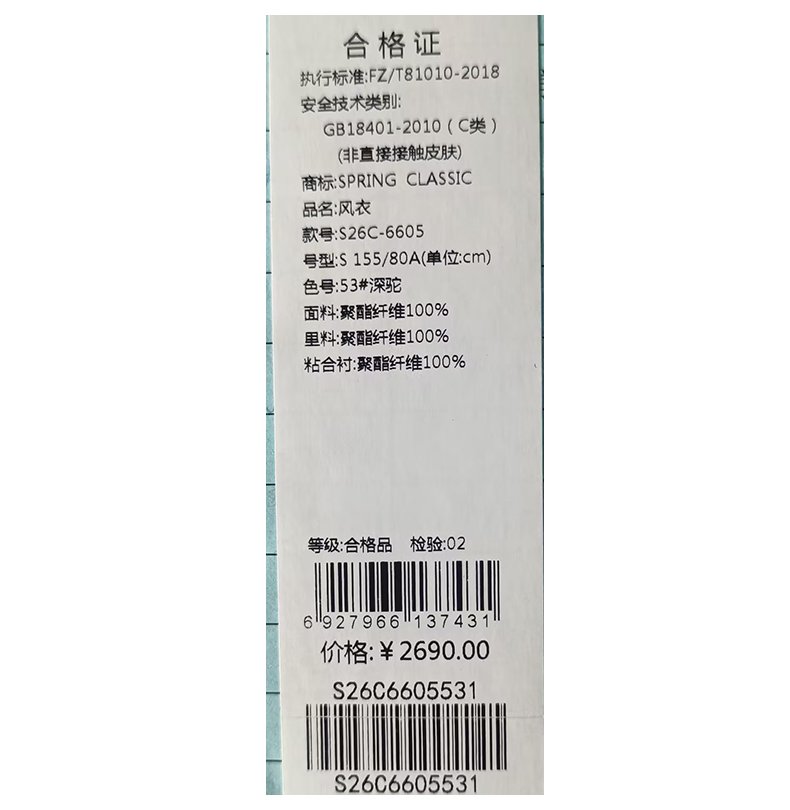 合格证
执行标准:FZ/T81010-2018
安全技术类别:
GB18401-2010（C类）
(非直接接触皮肤)
商标:SPRING CLASSIC
品名:风衣
款号:S26C-6605
号型:S 155/80A(单位:cm)
色号:53#深驼
面料:聚酯纤维100%
里料:聚酯纤维100%
粘合衬:聚酯纤维100%
等级:合格品 检验:02
6 927966 137431
价格:￥2690.00
S26C6605531
S26C6605531